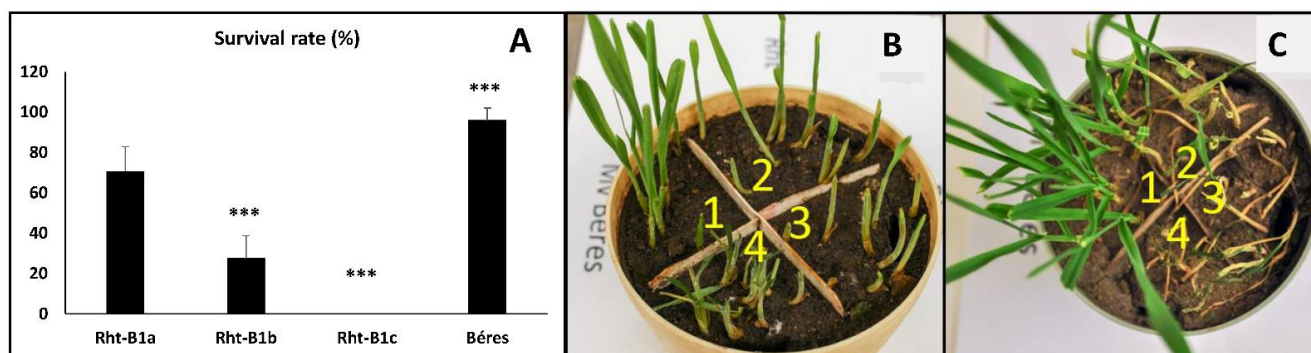 Survival rate (%)
A
120
100
80
60
40
20
0
***
***
***
Rht-B1a
Rht-B1b
Rht-B1c
Béres
B
Rht
Mv béres
1
2
3
4
C
1
2
3
4